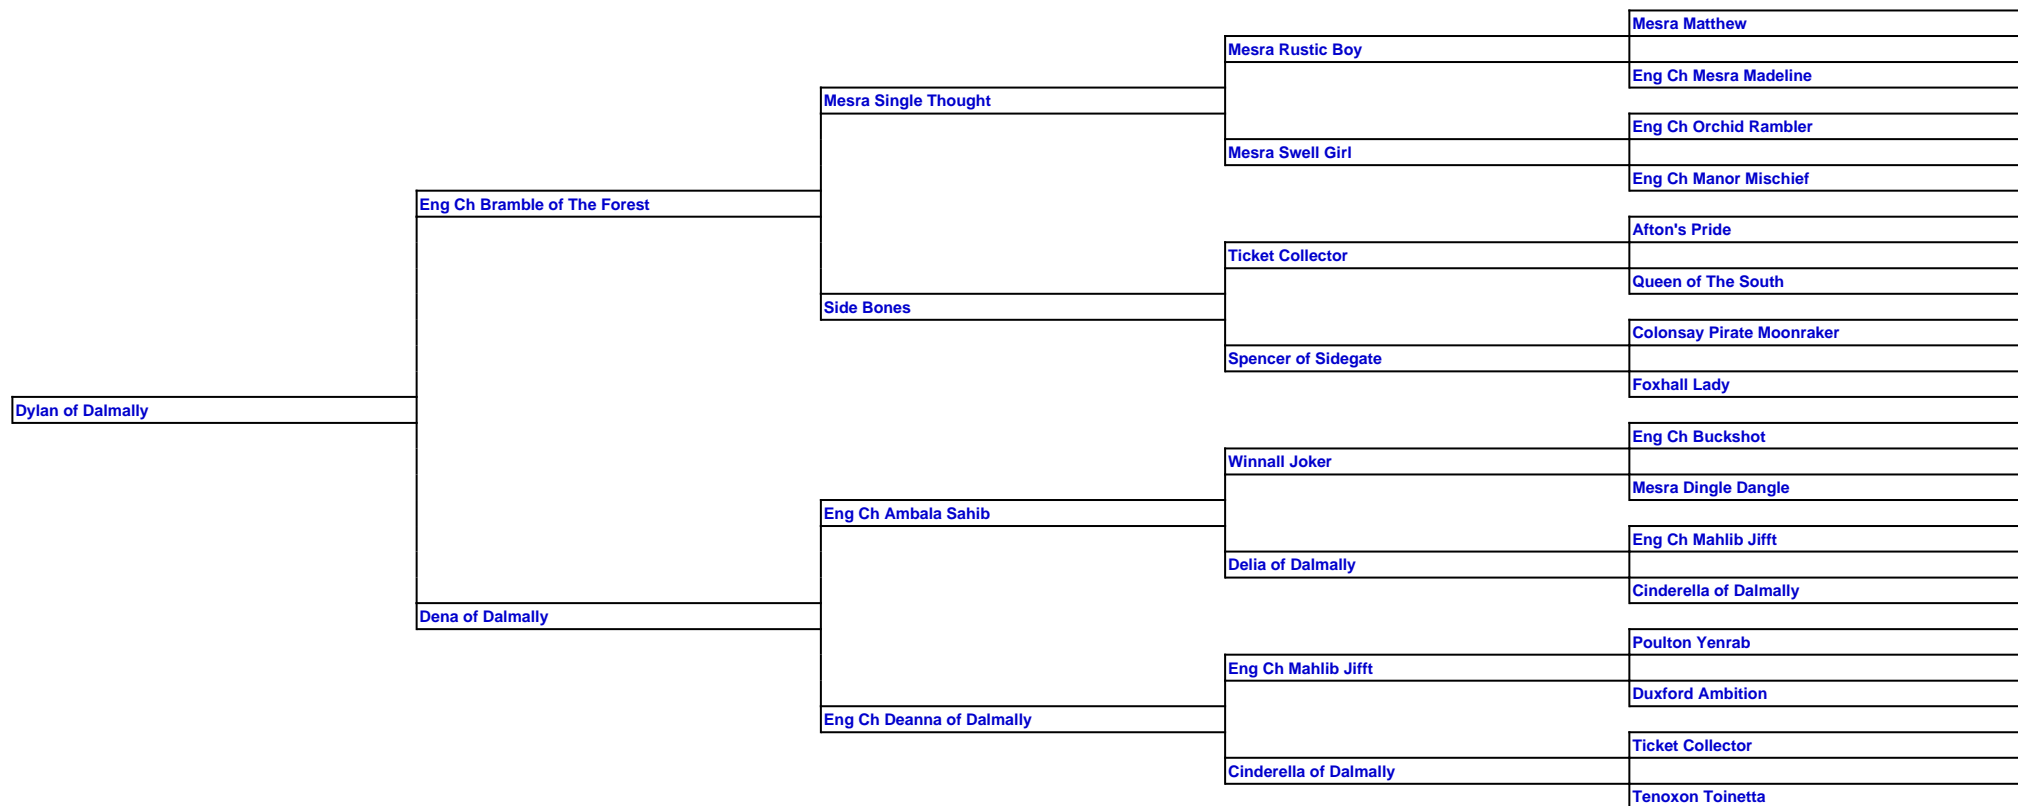 Mesra Matthew
Mesra Rustic Boy
Eng Ch Mesra Madeline
Mesra Single Thought
Eng Ch Orchid Rambler
Mesra Swell Girl
Eng Ch Manor Mischief
Eng Ch Bramble of The Forest
Afton's Pride
Ticket Collector
Queen of The South
Side Bones
Colonsay Pirate Moonraker
Spencer of Sidegate
Foxhall Lady
Dylan of Dalmally
Eng Ch Buckshot
Winnall Joker
Mesra Dingle Dangle
Eng Ch Ambala Sahib
Eng Ch Mahlib Jifft
Delia of Dalmally
Cinderella of Dalmally
Dena of Dalmally
Poulton Yenrab
Eng Ch Mahlib Jifft
Duxford Ambition
Eng Ch Deanna of Dalmally
Ticket Collector
Cinderella of Dalmally
Tenoxon Toinetta